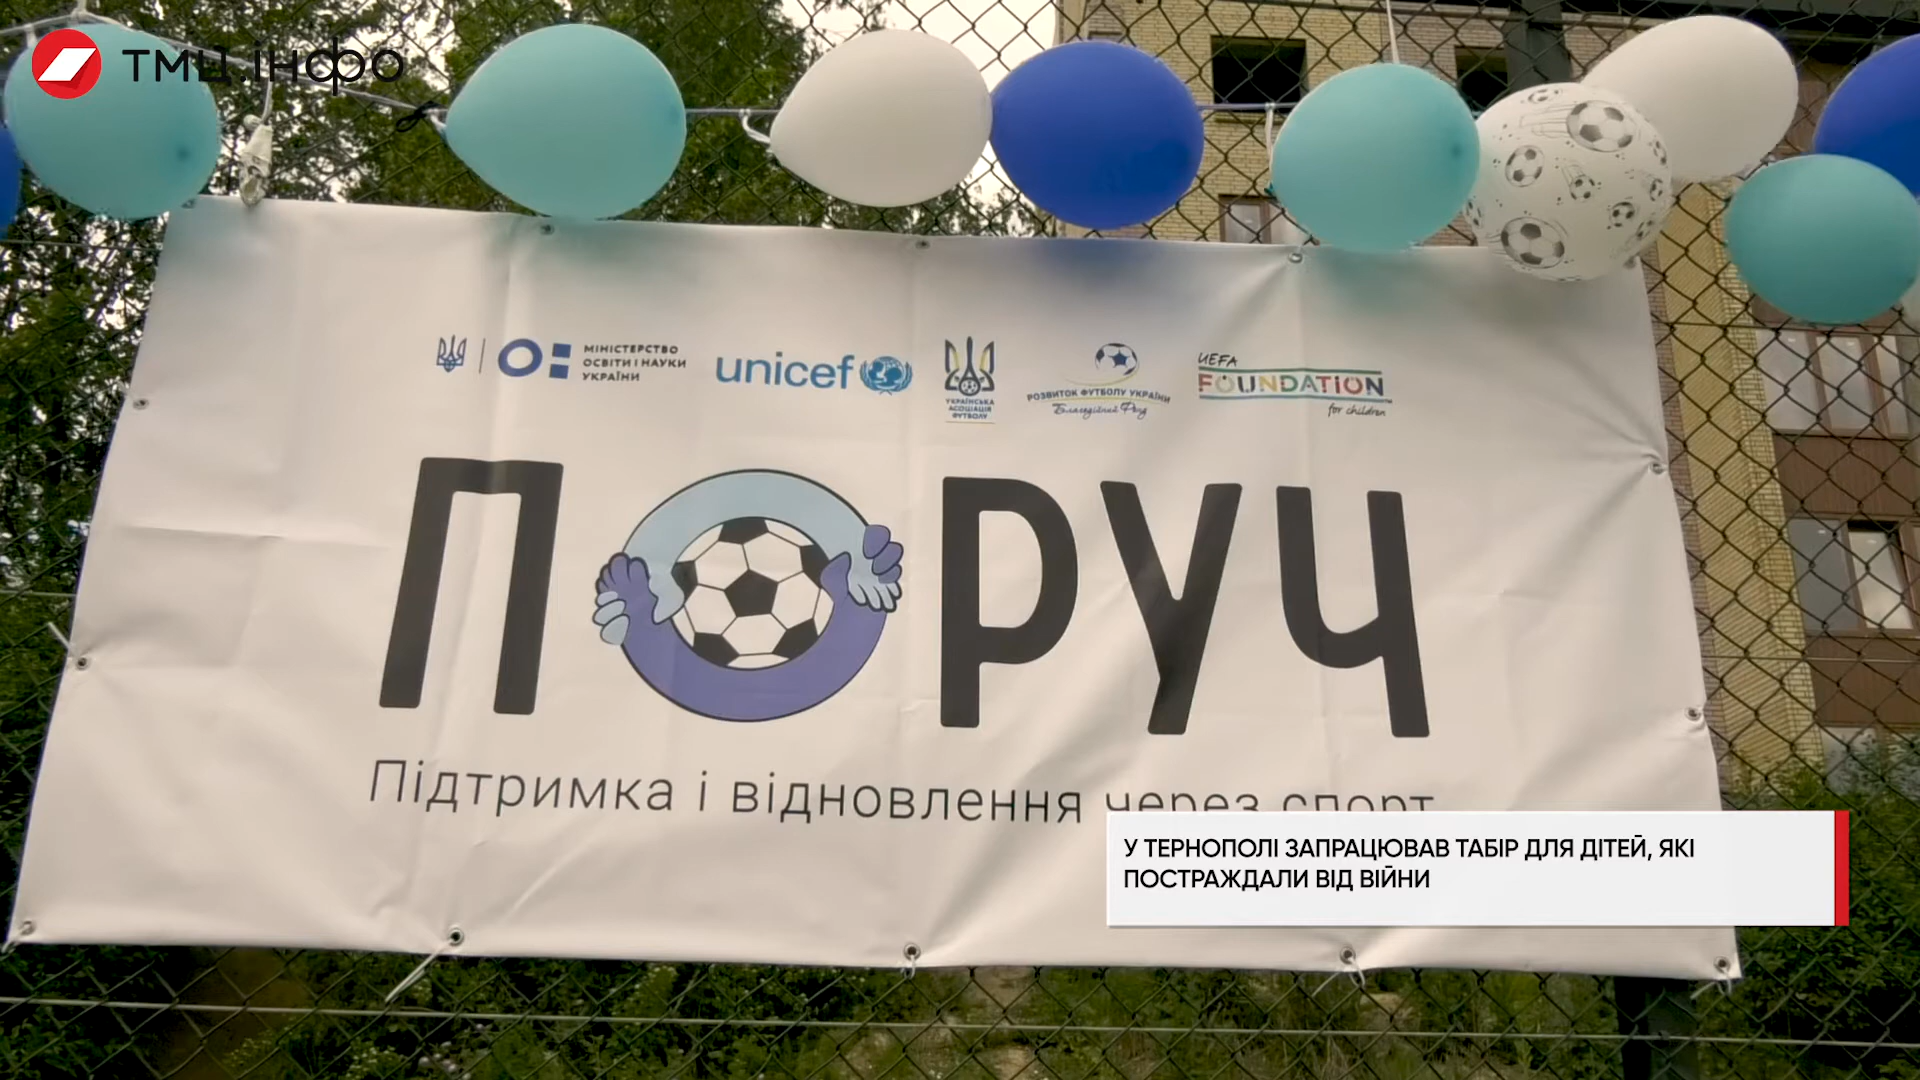 ТМЦ.інфо
МІНІСТЕРСТВО
ОСВІТИ І НАУКИ
УКРАЇНИ
unicef
УКРАЇНСЬКА
АСОЦІАЦІЯ
ФУТБОЛУ
РОЗВИТОК ФУТБОЛУ УКРАЇНИ
Благодійний Фонд
UEFA
FOUNDATION
for children
ПОРУЧ
Підтримка і відновлення через спорт
У ТЕРНОПОЛІ ЗАПРАЦЮВАВ ТАБІР ДЛЯ ДІТЕЙ, ЯКІ
ПОСТРАЖДАЛИ ВІД ВІЙНИ